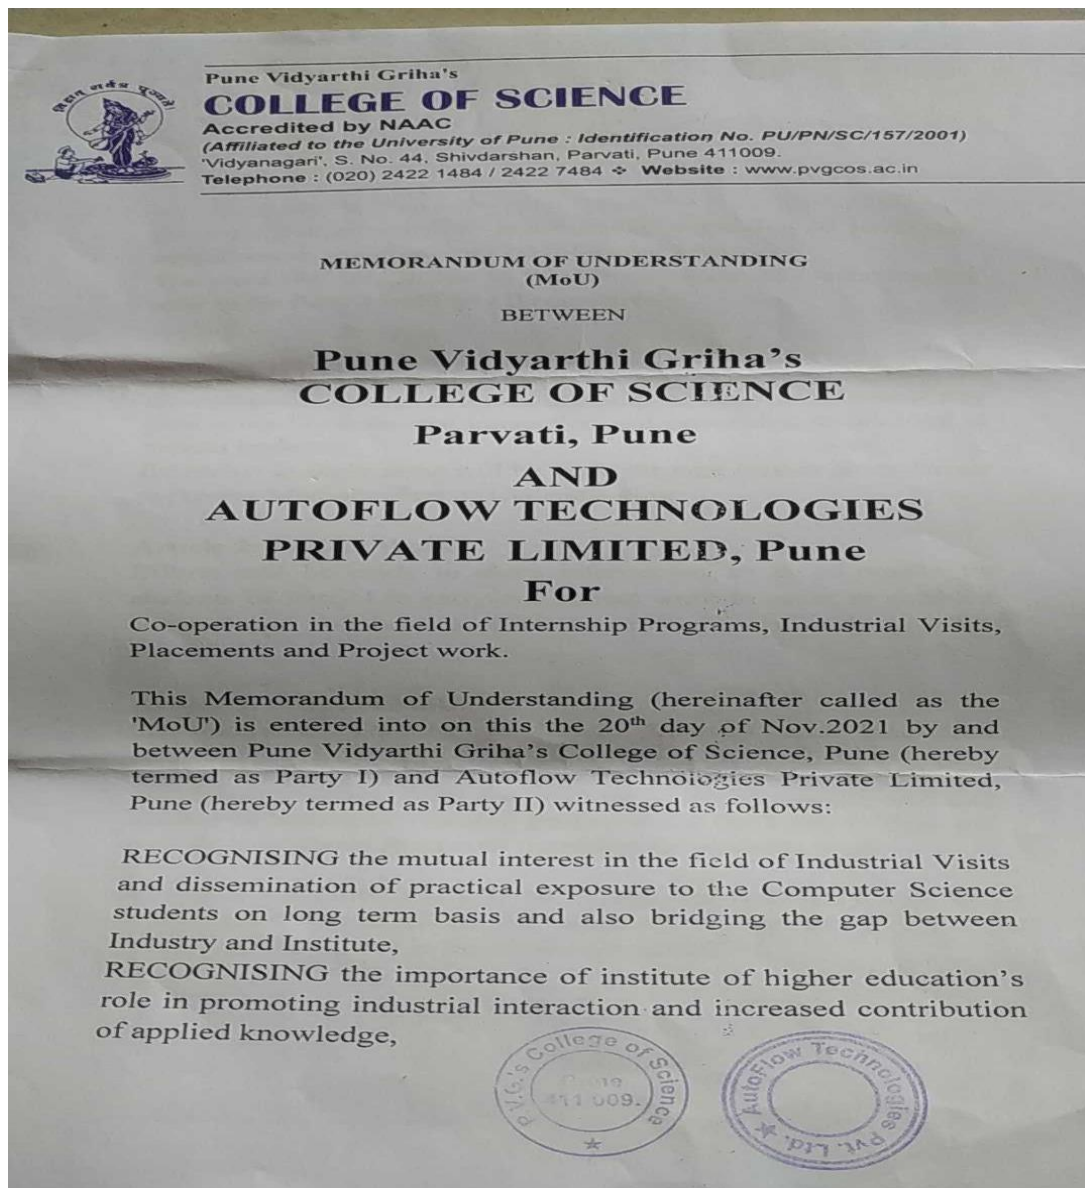 विद्वान् सर्वत्र पूज्यते
Pune Vidyarthi Griha's
COLLEGE OF SCIENCE
Accredited by NAAC
(Affiliated to the University of Pune : Identification No. PU/PN/SC/157/2001)
'Vidyanagari', S. No. 44, Shivdarshan, Parvati, Pune 411009.
Telephone : (020) 2422 1484 / 2422 7484 ❖ Website : www.pvgcos.ac.in
MEMORANDUM OF UNDERSTANDING
(MoU)
BETWEEN
Pune Vidyarthi Griha’s
COLLEGE OF SCIENCE
Parvati, Pune
AND
AUTOFLOW TECHNOLOGIES
PRIVATE LIMITED, Pune
For
Co-operation in the field of Internship Programs, Industrial Visits,
Placements and Project work.
This Memorandum of Understanding (hereinafter called as the
'MoU') is entered into on this the 20th day of Nov.2021 by and
between Pune Vidyarthi Griha’s College of Science, Pune (hereby
termed as Party I) and Autoflow Technologies Private Limited,
Pune (hereby termed as Party II) witnessed as follows:
RECOGNISING the mutual interest in the field of Industrial Visits
and dissemination of practical exposure to the Computer Science
students on long term basis and also bridging the gap between
Industry and Institute,
RECOGNISING the importance of institute of higher education’s
role in promoting industrial interaction and increased contribution
of applied knowledge,
P.V.G.'s College of Science
411 009.
★
AutoFlow Technologies Pvt. Ltd. ★